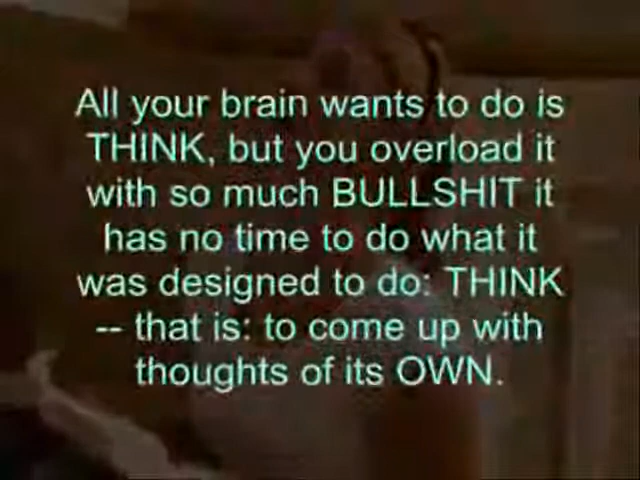 All your brain wants to do is
THINK, but you overload it
with so much BULLSHIT it
has no time to do what it
was designed to do: THINK
-- that is: to come up with
thoughts of its OWN.